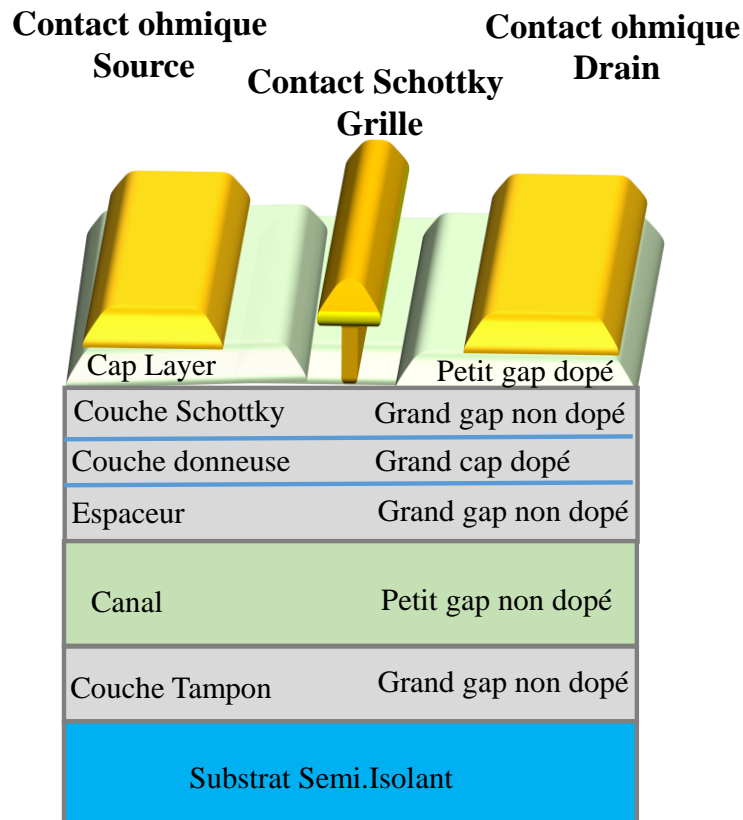 Contact ohmique
Source
Contact Schottky
Grille
Contact ohmique
Drain
Cap Layer Petit gap dopé
Couche Schottky Grand gap non dopé
Couche donneuse Grand cap dopé
Espaceur Grand gap non dopé
Canal Petit gap non dopé
Couche Tampon Grand gap non dopé
Substrat Semi.Isolant